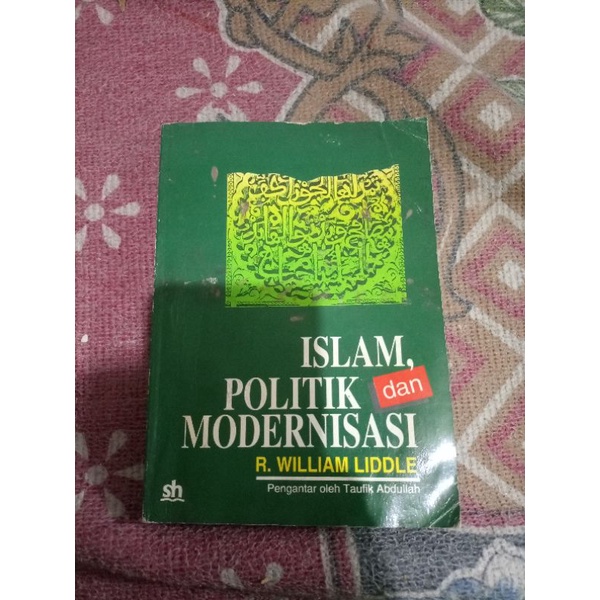 ISLAM,
POLITIK dan
MODERNISASI
R. WILLIAM LIDDLE
Pengantar oleh Taufik Abdullah
sh